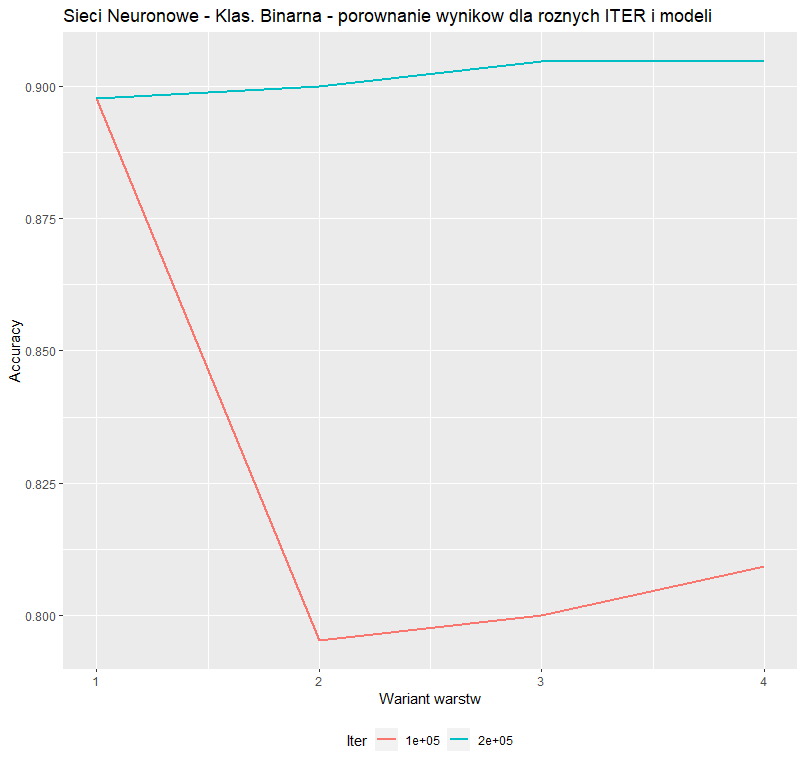 Sieci Neuronowe - Klas. Binarna - porownanie wynikow dla roznych ITER i modeli
0.900
0.875
0.850
0.825
0.800
Accuracy
1 2 3 4
Wariant warstw
Iter 1e+05 2e+05